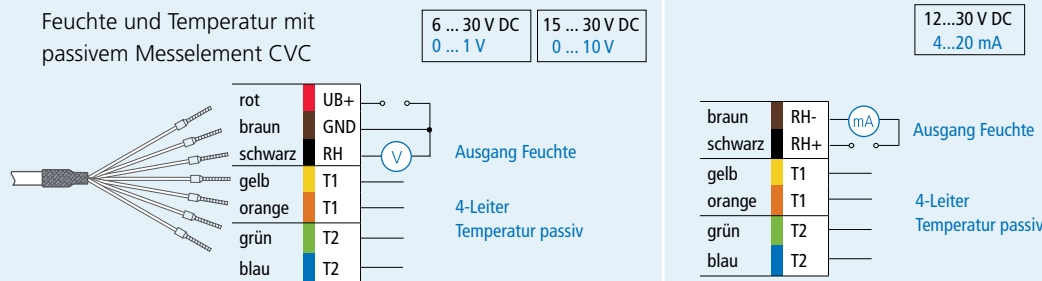 Feuchte und Temperatur mit
passivem Messelement CVC
6 ... 30 V DC
0 ... 1 V
15 ... 30 V DC
0 ... 10 V
rot UB+
braun GND
schwarz RH
V
Ausgang Feuchte
gelb T1
orange T1
grün T2
blau T2
4-Leiter
Temperatur passiv
12...30 V DC
4...20 mA
braun RH-
schwarz RH+
mA
Ausgang Feuchte
gelb T1
orange T1
grün T2
blau T2
4-Leiter
Temperatur passiv